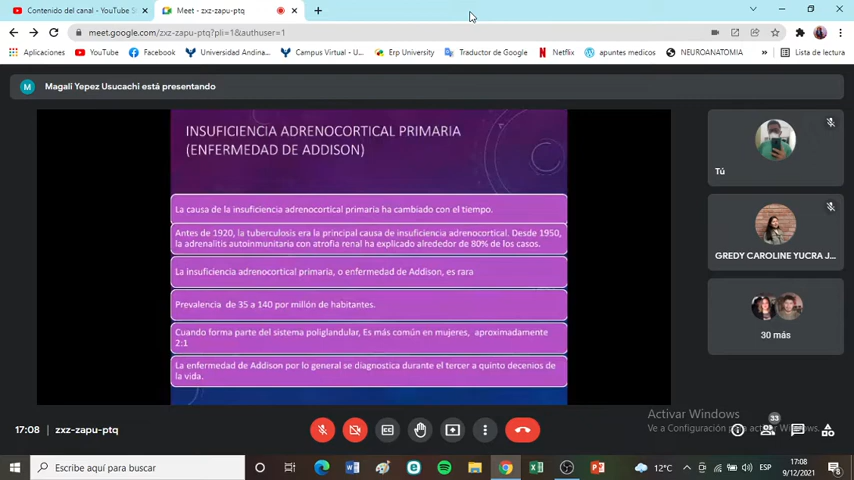 Contenido del canal - YouTube S
Meet - zxz-zapu-ptq
meet.google.com/zxz-zapu-ptq?pli=1&authuser=1
Aplicaciones
YouTube
Facebook
Universidad Andina...
Campus Virtual - U...
Erp University
Traductor de Google
Netflix
apuntes medicos
NEUROANATOMIA
Lista de lectura
M
Magali Yepez Usucachi está presentando
INSUFICIENCIA ADRENOCORTICAL PRIMARIA
(ENFERMEDAD DE ADDISON)
La causa de la insuficiencia adrenocortical primaria ha cambiado con el tiempo.
Antes de 1920, la tuberculosis era la principal causa de insuficiencia adrenocortical. Desde 1950,
la adrenalitis autoinmunitaria con atrofia renal ha explicado alrededor de 80% de los casos.
La insuficiencia adrenocortical primaria, o enfermedad de Addison, es rara
Prevalencia de 35 a 140 por millón de habitantes.
Cuando forma parte del sistema poliglandular, Es más común en mujeres, aproximadamente
2:1
La enfermedad de Addison por lo general se diagnostica durante el tercer a quinto decenios de
la vida.
Tú
GREDY CAROLINE YUCRA J...
30 más
Activar Windows
Ve a Configuración para activar Windows.
17:08
zxz-zapu-ptq
33
Escribe aquí para buscar
12°C
ESP
17:08
9/12/2021